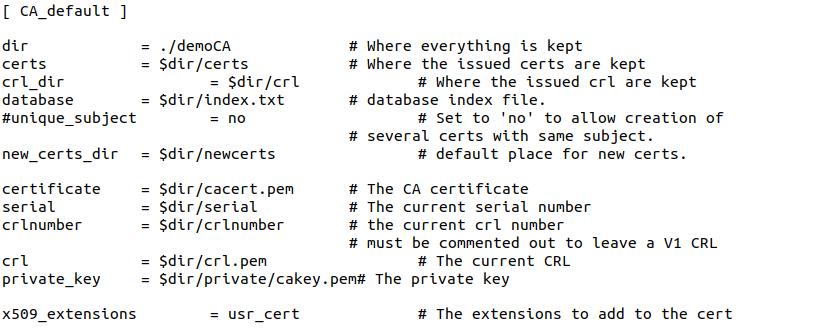 [ CA_default ]

dir             = ./demoCA              # Where everything is kept
certs           = $dir/certs            # Where the issued certs are kept
crl_dir                 = $dir/crl              # Where the issued crl are kept
database        = $dir/index.txt        # database index file.
#unique_subject         = no                    # Set to 'no' to allow creation of
                                        # several certs with same subject.
new_certs_dir   = $dir/newcerts                 # default place for new certs.

certificate     = $dir/cacert.pem       # The CA certificate
serial          = $dir/serial           # The current serial number
crlnumber       = $dir/crlnumber        # the current crl number
                                        # must be commented out to leave a V1 CRL
crl             = $dir/crl.pem                  # The current CRL
private_key     = $dir/private/cakey.pem# The private key

x509_extensions         = usr_cert              # The extensions to add to the cert